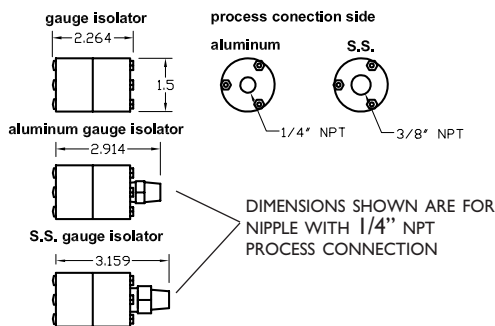 gauge isolator
2.264
1.5
process conection side
aluminum
S.S.
1/4" NPT
3/8" NPT
aluminum gauge isolator
2.914
S.S. gauge isolator
3.159
DIMENSIONS SHOWN ARE FOR
NIPPLE WITH 1/4” NPT
PROCESS CONNECTION